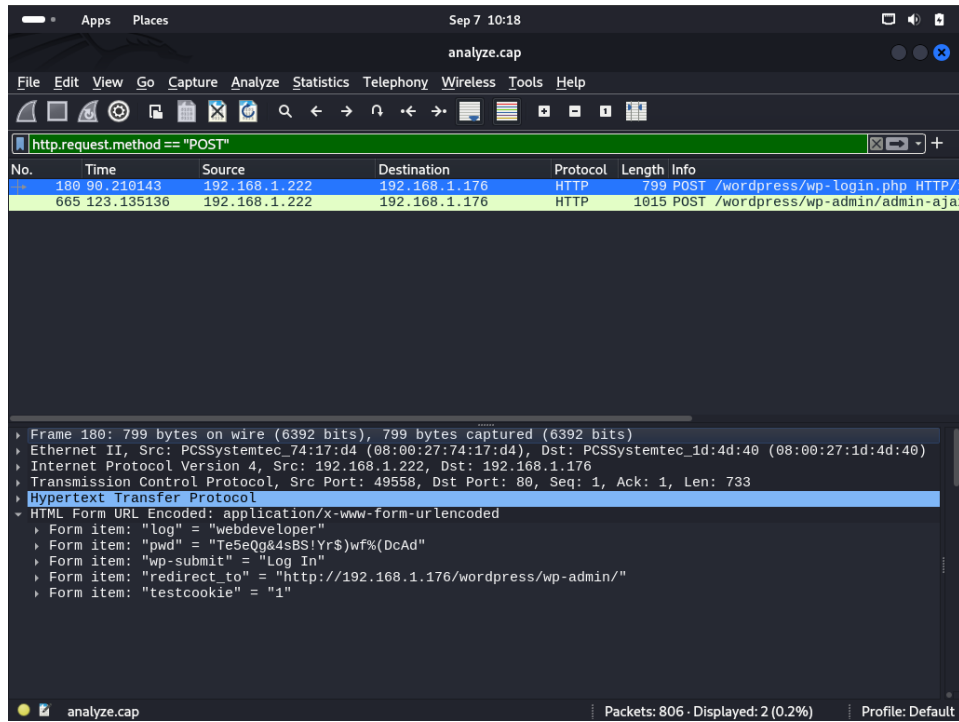 Apps Places Sep 7 10:18
analyze.cap
File Edit View Go Capture Analyze Statistics Telephony Wireless Tools Help
http.request.method == "POST"
No. Time Source Destination Protocol Length Info
180 90.210143 192.168.1.222 192.168.1.176 HTTP 799 POST /wordpress/wp-login.php HTTP/
665 123.135136 192.168.1.222 192.168.1.176 HTTP 1015 POST /wordpress/wp-admin/admin-aja
Frame 180: 799 bytes on wire (6392 bits), 799 bytes captured (6392 bits)
Ethernet II, Src: PCSSystemtec_74:17:d4 (08:00:27:74:17:d4), Dst: PCSSystemtec_1d:4d:40 (08:00:27:1d:4d:40)
Internet Protocol Version 4, Src: 192.168.1.222, Dst: 192.168.1.176
Transmission Control Protocol, Src Port: 49558, Dst Port: 80, Seq: 1, Ack: 1, Len: 733
Hypertext Transfer Protocol
HTML Form URL Encoded: application/x-www-form-urlencoded
Form item: "log" = "webdeveloper"
Form item: "pwd" = "Te5eQg&4sBS!Yr$)wf%(DcAd"
Form item: "wp-submit" = "Log In"
Form item: "redirect_to" = "http://192.168.1.176/wordpress/wp-admin/"
Form item: "testcookie" = "1"
analyze.cap Packets: 806 · Displayed: 2 (0.2%) Profile: Default